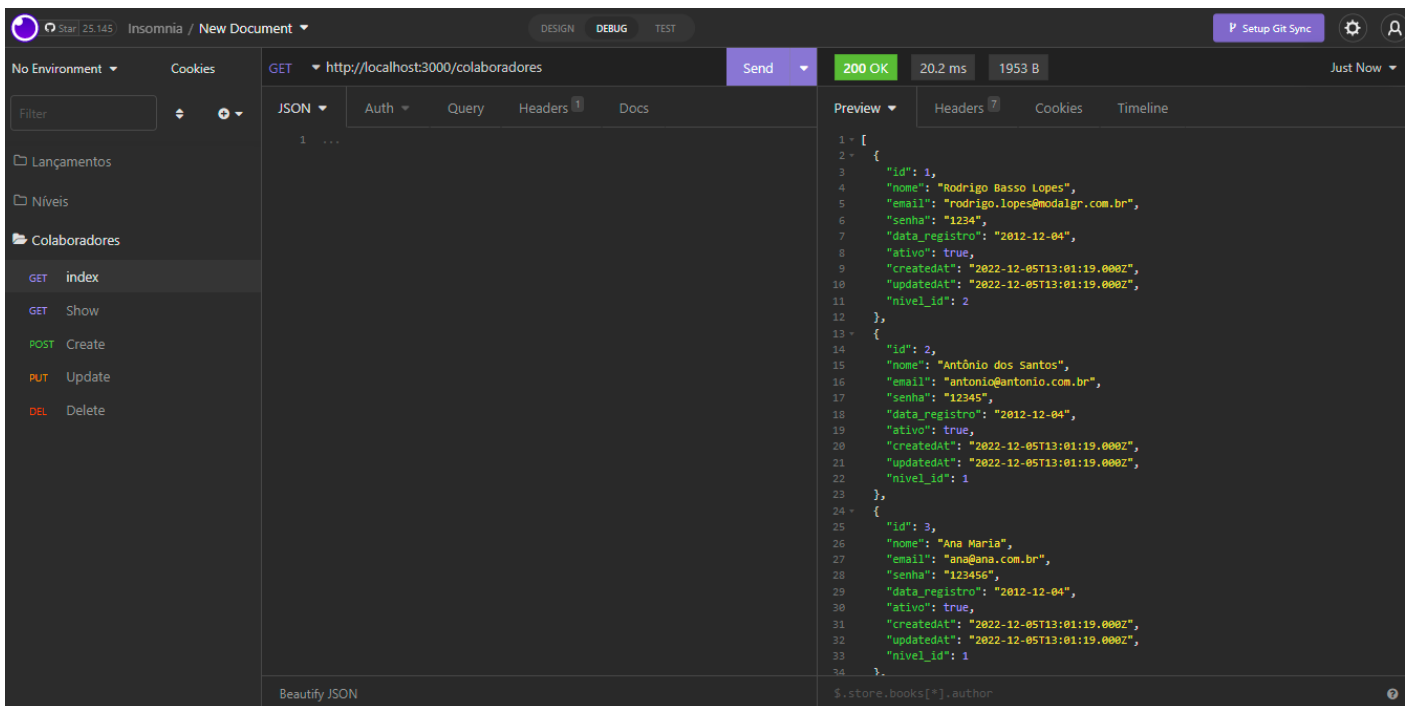 Star 25.145 Insomnia / New Document
DESIGN DEBUG TEST
Setup Git Sync
No Environment Cookies
Filter
Lançamentos
Níveis
Colaboradores
GET index
GET Show
POST Create
PUT Update
DEL Delete
GET http://localhost:3000/colaboradores Send
JSON Auth Query Headers 1 Docs
1 ...
Beautify JSON
200 OK 20.2 ms 1953 B Just Now
Preview Headers 7 Cookies Timeline
1 [
2 {
3 "id": 1,
4 "nome": "Rodrigo Basso Lopes",
5 "email": "rodrigo.lopes@modalgr.com.br",
6 "senha": "1234",
7 "data_registro": "2012-12-04",
8 "ativo": true,
9 "createdAt": "2022-12-05T13:01:19.000Z",
10 "updatedAt": "2022-12-05T13:01:19.000Z",
11 "nivel_id": 2
12 },
13 {
14 "id": 2,
15 "nome": "Antônio dos Santos",
16 "email": "antonio@antonio.com.br",
17 "senha": "12345",
18 "data_registro": "2012-12-04",
19 "ativo": true,
20 "createdAt": "2022-12-05T13:01:19.000Z",
21 "updatedAt": "2022-12-05T13:01:19.000Z",
22 "nivel_id": 1
23 },
24 {
25 "id": 3,
26 "nome": "Ana Maria",
27 "email": "ana@ana.com.br",
28 "senha": "123456",
29 "data_registro": "2012-12-04",
30 "ativo": true,
31 "createdAt": "2022-12-05T13:01:19.000Z",
32 "updatedAt": "2022-12-05T13:01:19.000Z",
33 "nivel_id": 1
34 },
$.store.books[*].author